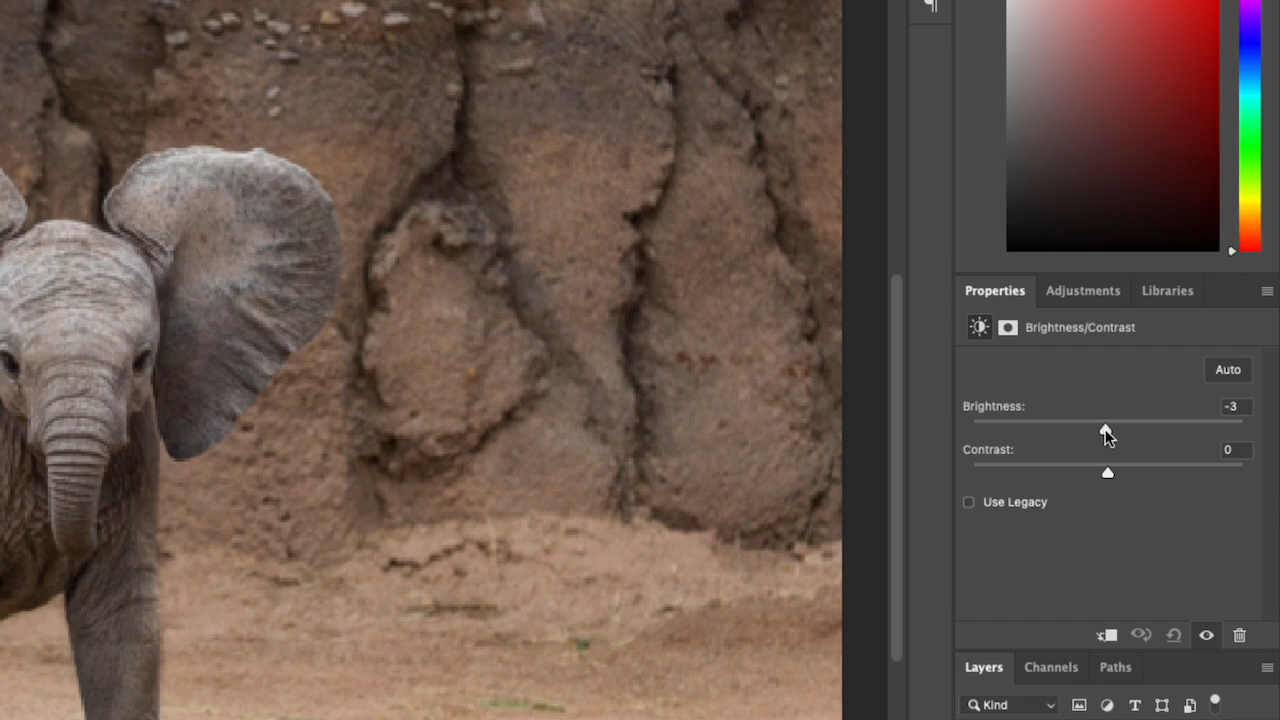 Properties Adjustments Libraries
Brightness/Contrast
Auto
Brightness: -3
Contrast: 0
Use Legacy
Layers Channels Paths
Kind